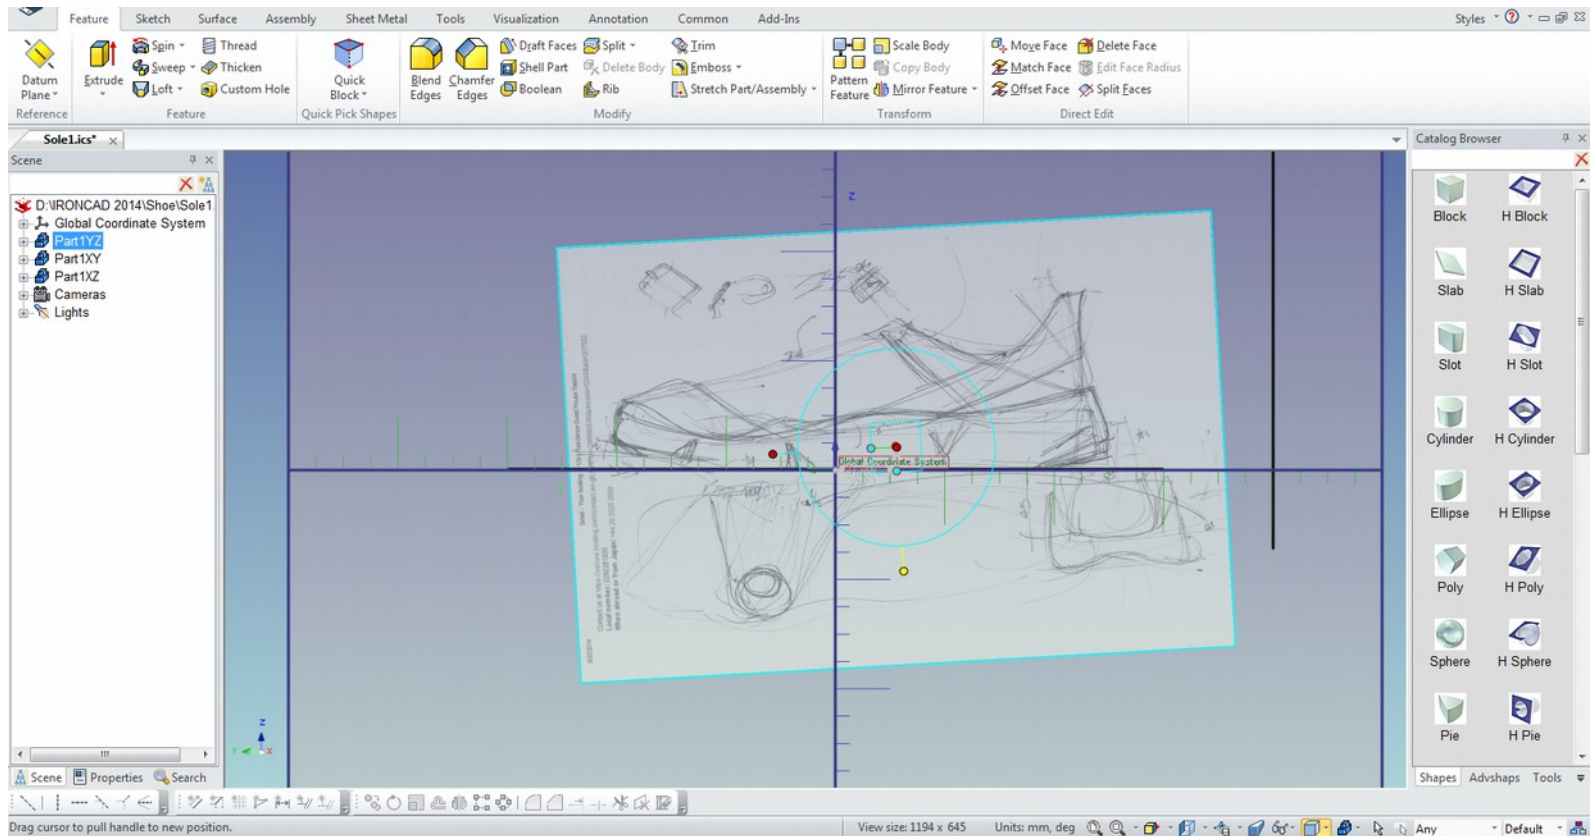 Feature Sketch Surface Assembly Sheet Metal Tools Visualization Annotation Common Add-Ins Styles
Datum Plane
Extrude
Spin
Sweep
Loft
Thread
Thicken
Custom Hole
Quick Block
Blend Edges
Chamfer Edges
Draft Faces
Shell Part
Boolean
Split
Delete Body
Rib
Trim
Emboss
Stretch Part/Assembly
Pattern Feature
Scale Body
Copy Body
Mirror Feature
Move Face
Match Face
Offset Face
Delete Face
Edit Face Radius
Split Faces
Reference Feature Quick Pick Shapes Modify Transform Direct Edit
Sole1.ics*
Scene
D:\IRONCAD 2014\Shoe\Sole1.
Global Coordinate System
Part1YZ
Part1XY
Part1XZ
Cameras
Lights
Scene Properties Search
Z
Global Coordinate System
Z
Y X
Catalog Browser
Block H Block
Slab H Slab
Slot H Slot
Cylinder H Cylinder
Ellipse H Ellipse
Poly H Poly
Sphere H Sphere
Pie H Pie
Shapes Advshaps Tools
Drag cursor to pull handle to new position. View size: 1194 x 645 Units: mm, deg Any Default